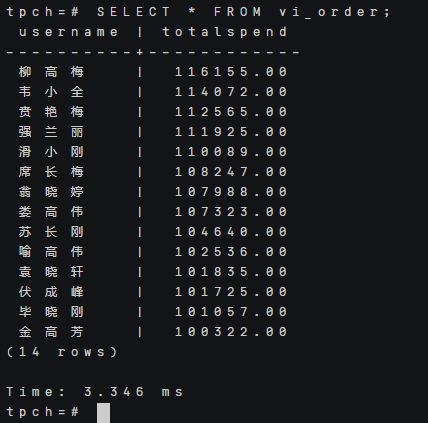 tpch=# SELECT * FROM vi_order;
 username | totalspend
----------+------------
 柳高梅 | 116155.00
 韦小全 | 114072.00
 贲艳梅 | 112565.00
 强兰丽 | 111925.00
 滑小刚 | 110089.00
 席长梅 | 108247.00
 翁晓婷 | 107988.00
 娄高伟 | 107323.00
 苏长刚 | 104640.00
 喻高伟 | 102536.00
 袁晓轩 | 101835.00
 伏成峰 | 101725.00
 毕晓刚 | 101057.00
 金高芳 | 100322.00
(14 rows)

Time: 3.346 ms
tpch=#